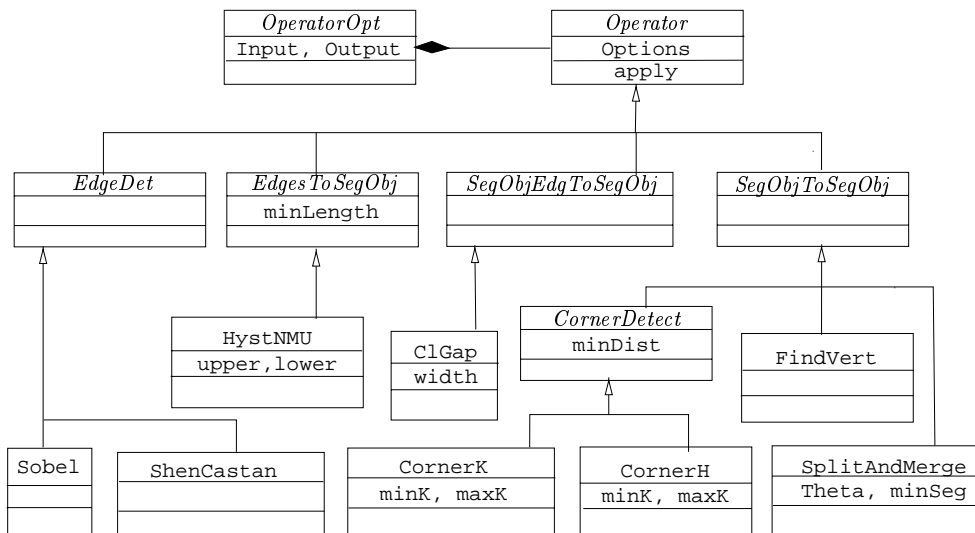 OperatorOpt
Input, Output
Operator
Options
apply
EdgeDet
EdgesToSegObj
minLength
SegObjEdgToSegObj
SegObjToSegObj
HystNMU
upper,lower
ClGap
width
CornerDetect
minDist
FindVert
Sobel
ShenCastan
CornerK
minK, maxK
CornerH
minK, maxK
SplitAndMerge
Theta, minSeg